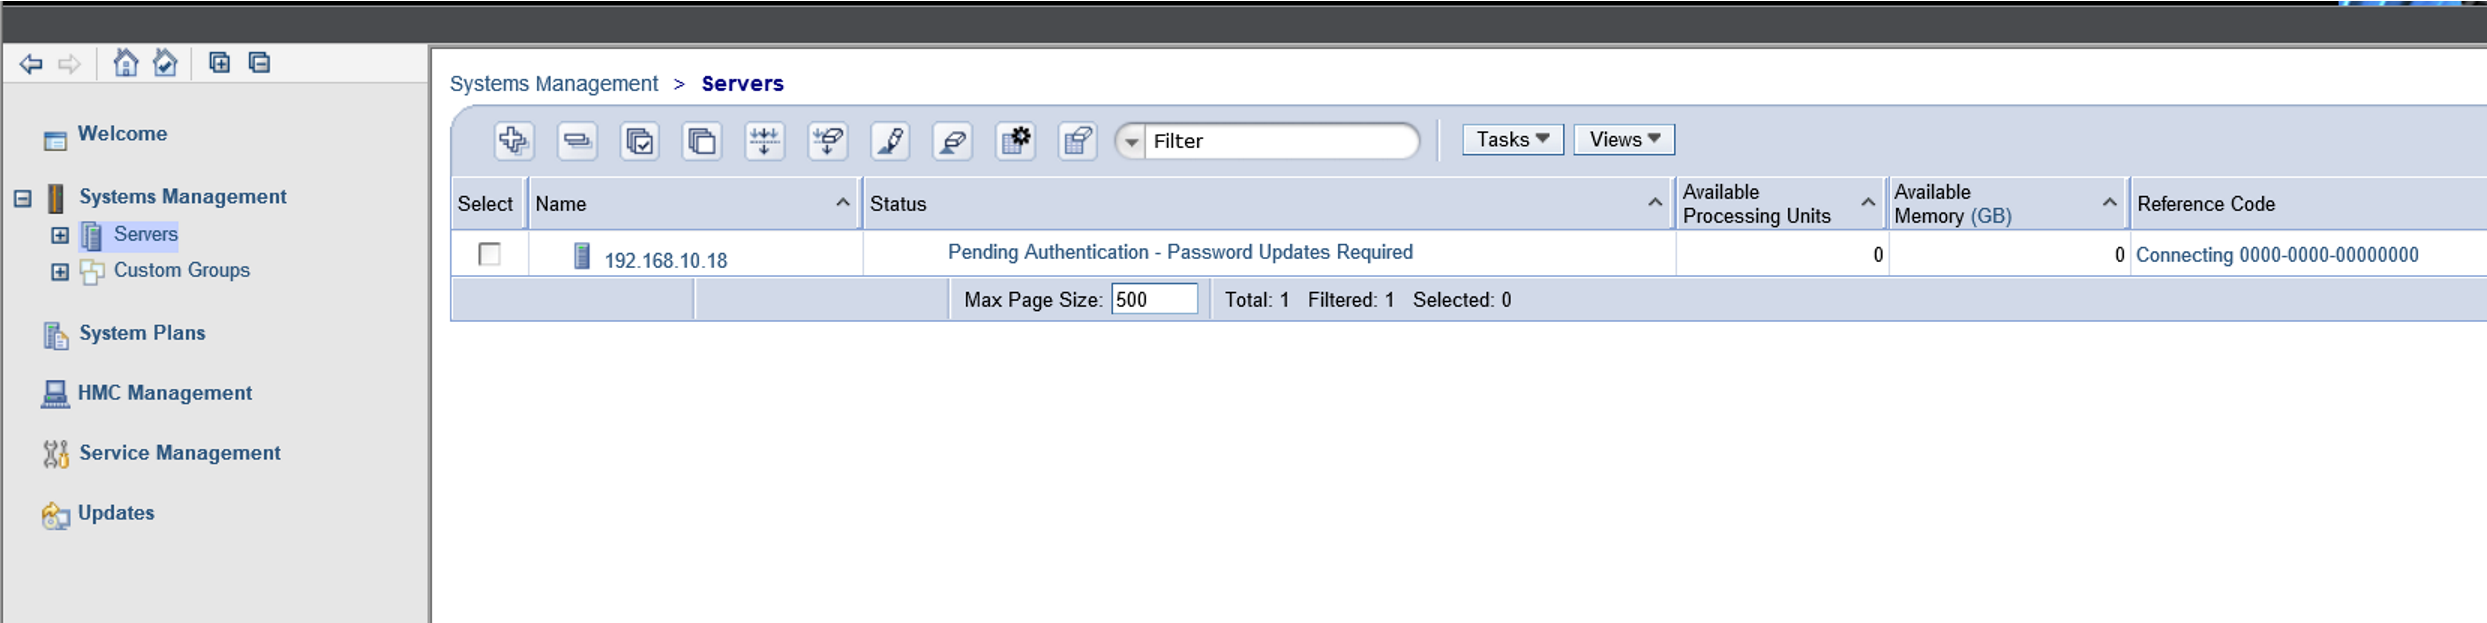 Systems Management > Servers
Welcome
Systems Management
Servers
Custom Groups
System Plans
HMC Management
Service Management
Updates
Filter
Tasks
Views
Select
Name
Status
Available
Processing Units
Available
Memory (GB)
Reference Code
192.168.10.18
Pending Authentication - Password Updates Required
0
0
Connecting 0000-0000-00000000
Max Page Size: 500
Total: 1 Filtered: 1 Selected: 0